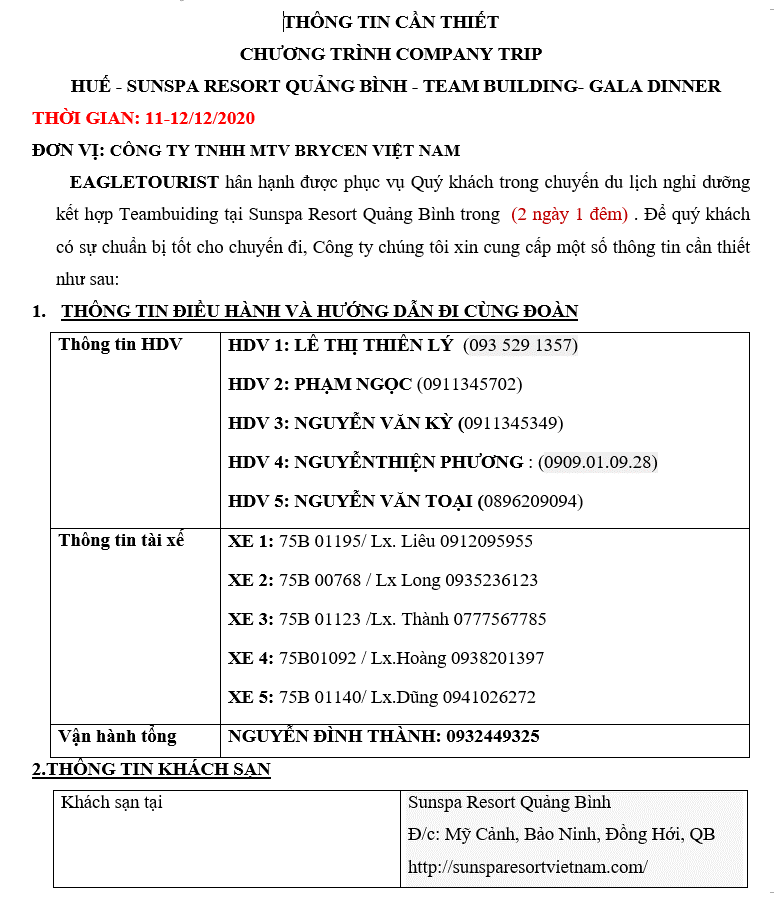 THÔNG TIN CẦN THIẾT
CHƯƠNG TRÌNH COMPANY TRIP
HUẾ - SUNSPA RESORT QUẢNG BÌNH - TEAM BUILDING- GALA DINNER
THỜI GIAN: 11-12/12/2020
ĐƠN VỊ: CÔNG TY TNHH MTV BRYCEN VIỆT NAM
EAGLETOURIST hân hạnh được phục vụ Quý khách trong chuyến du lịch nghỉ dưỡng
kết hợp Teambuiding tại Sunspa Resort Quảng Bình trong (2 ngày 1 đêm) . Để quý khách
có sự chuẩn bị tốt cho chuyến đi, Công ty chúng tôi xin cung cấp một số thông tin cần thiết
như sau:
1. THÔNG TIN ĐIỀU HÀNH VÀ HƯỚNG DẪN ĐI CÙNG ĐOÀN
Thông tin HDV
HDV 1: LÊ THỊ THIÊN LÝ (093 529 1357)
HDV 2: PHẠM NGỌC (0911345702)
HDV 3: NGUYỄN VĂN KỲ (0911345349)
HDV 4: NGUYỄNTHIỆN PHƯƠNG : (0909.01.09.28)
HDV 5: NGUYỄN VĂN TOẠI (0896209094)
Thông tin tài xế
XE 1: 75B 01195/ Lx. Liêu 0912095955
XE 2: 75B 00768 / Lx Long 0935236123
XE 3: 75B 01123 /Lx. Thành 0777567785
XE 4: 75B01092 / Lx.Hoàng 0938201397
XE 5: 75B 01140/ Lx.Dũng 0941026272
Vận hành tổng
NGUYỄN ĐÌNH THÀNH: 0932449325
2.THÔNG TIN KHÁCH SẠN
Khách sạn tại
Sunspa Resort Quảng Bình
Đ/c: Mỹ Cảnh, Bảo Ninh, Đồng Hới, QB
http://sunsparesortvietnam.com/